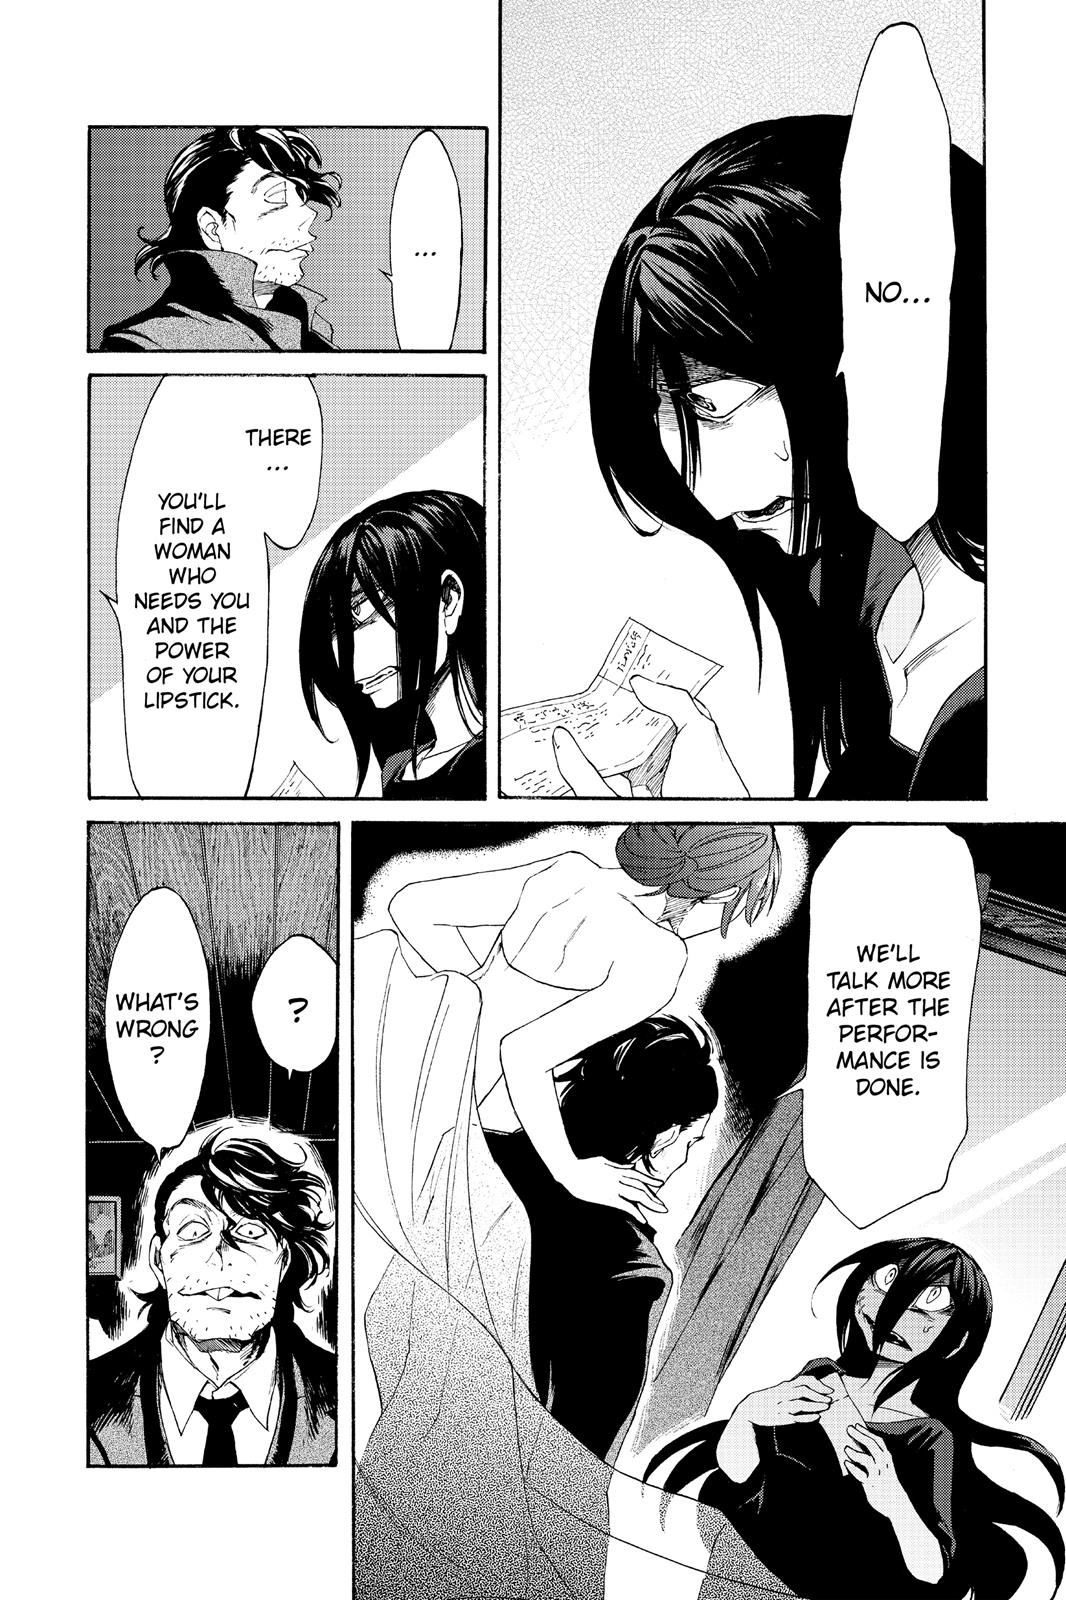 NO...
...
THERE
...
YOU'LL
FIND A
WOMAN
WHO
NEEDS YOU
AND THE
POWER
OF YOUR
LIPSTICK.
WE'LL
TALK MORE
AFTER THE
PERFOR-
MANCE IS
DONE.
?
WHAT'S
WRONG
?